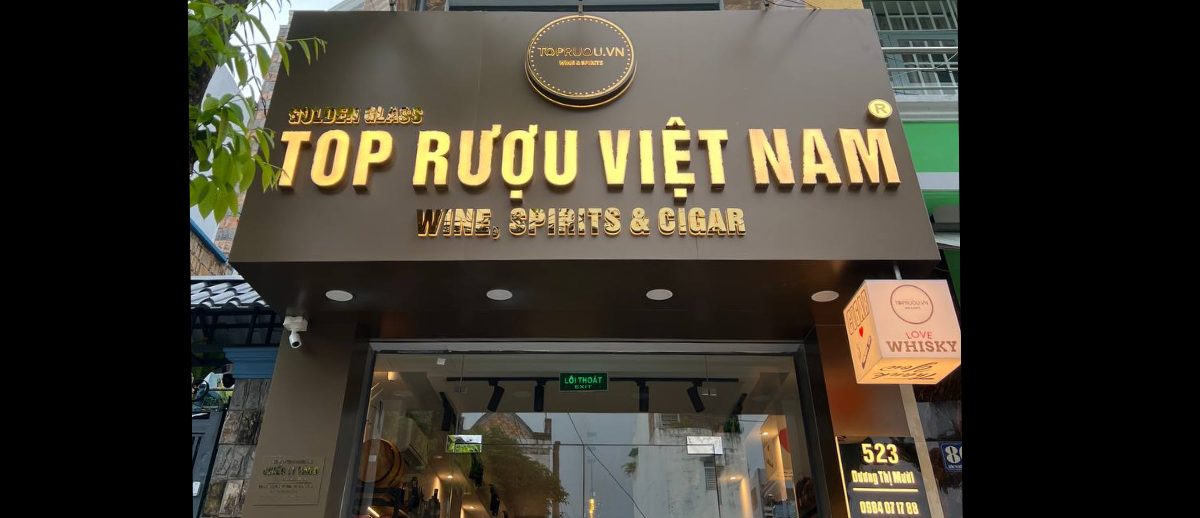 TOPRUOU.VN
WINE & SPIRITS
GOLDEN GLASS
®
TOP RƯỢU VIỆT NAM
WINE, SPIRITS & CIGAR
TOPRUOU.VN
LOVE
WHISKY
LỐI THOÁT
EXIT
523
Dương Thị Mười
0984 07 17 88